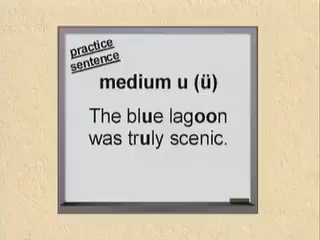 practice
sentence
medium u (ü)
The blue lagoon
was truly scenic.